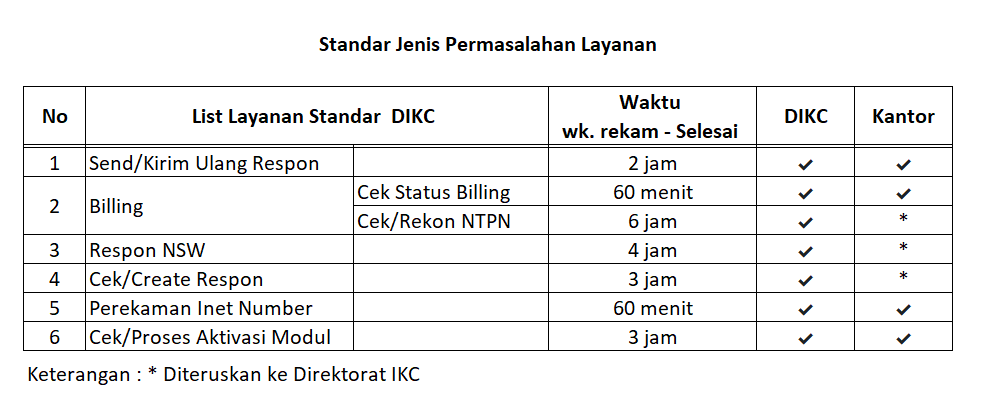 Standar Jenis Permasalahan Layanan
No List Layanan Standar DIKC Waktu wk. rekam - Selesai DIKC Kantor
1 Send/Kirim Ulang Respon 2 jam ✓ ✓
2 Billing Cek Status Billing 60 menit ✓ ✓
Cek/Rekon NTPN 6 jam ✓ *
3 Respon NSW 4 jam ✓ *
4 Cek/Create Respon 3 jam ✓ *
5 Perekaman Inet Number 60 menit ✓ ✓
6 Cek/Proses Aktivasi Modul 3 jam ✓ ✓
Keterangan : * Diteruskan ke Direktorat IKC